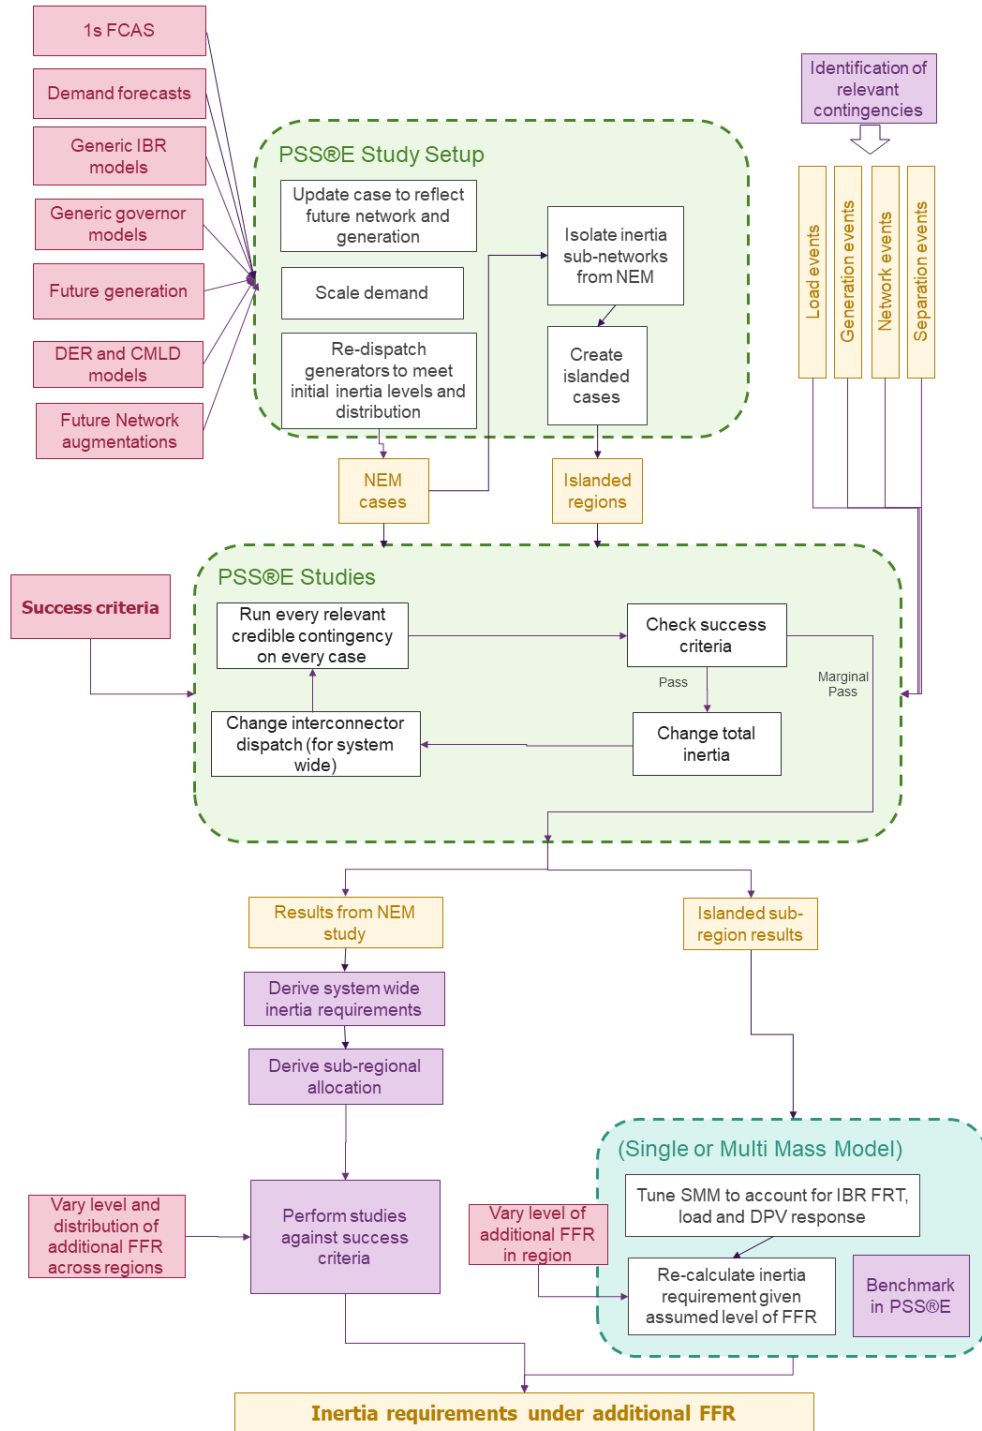 1s FCAS
Demand forecasts
Generic IBR
models
Generic governor
models
Future generation
DER and CMLD
models
Future Network
augmentations
Identification of
relevant
contingencies
PSS®E Study Setup
Update case to reflect
future network and
generation
Scale demand
Re-dispatch
generators to meet
initial inertia levels and
distribution
Isolate inertia
sub-networks
from NEM
Create
islanded
cases
Load events
Generation events
Network events
Separation events
NEM
cases
Islanded
regions
Success criteria
PSS®E Studies
Run every relevant
credible contingency
on every case
Check success
criteria
Pass
Marginal
Pass
Change interconnector
dispatch (for system
wide)
Change total
inertia
Results from NEM
study
Islanded sub-
region results
Derive system wide
inertia requirements
Derive sub-regional
allocation
Vary level and
distribution of
additional FFR
across regions
Perform studies
against success
criteria
(Single or Multi Mass Model)
Tune SMM to account for IBR FRT,
load and DPV response
Vary level of
additional FFR
in region
Re-calculate inertia
requirement given
assumed level of FFR
Benchmark
in PSS®E
Inertia requirements under additional FFR